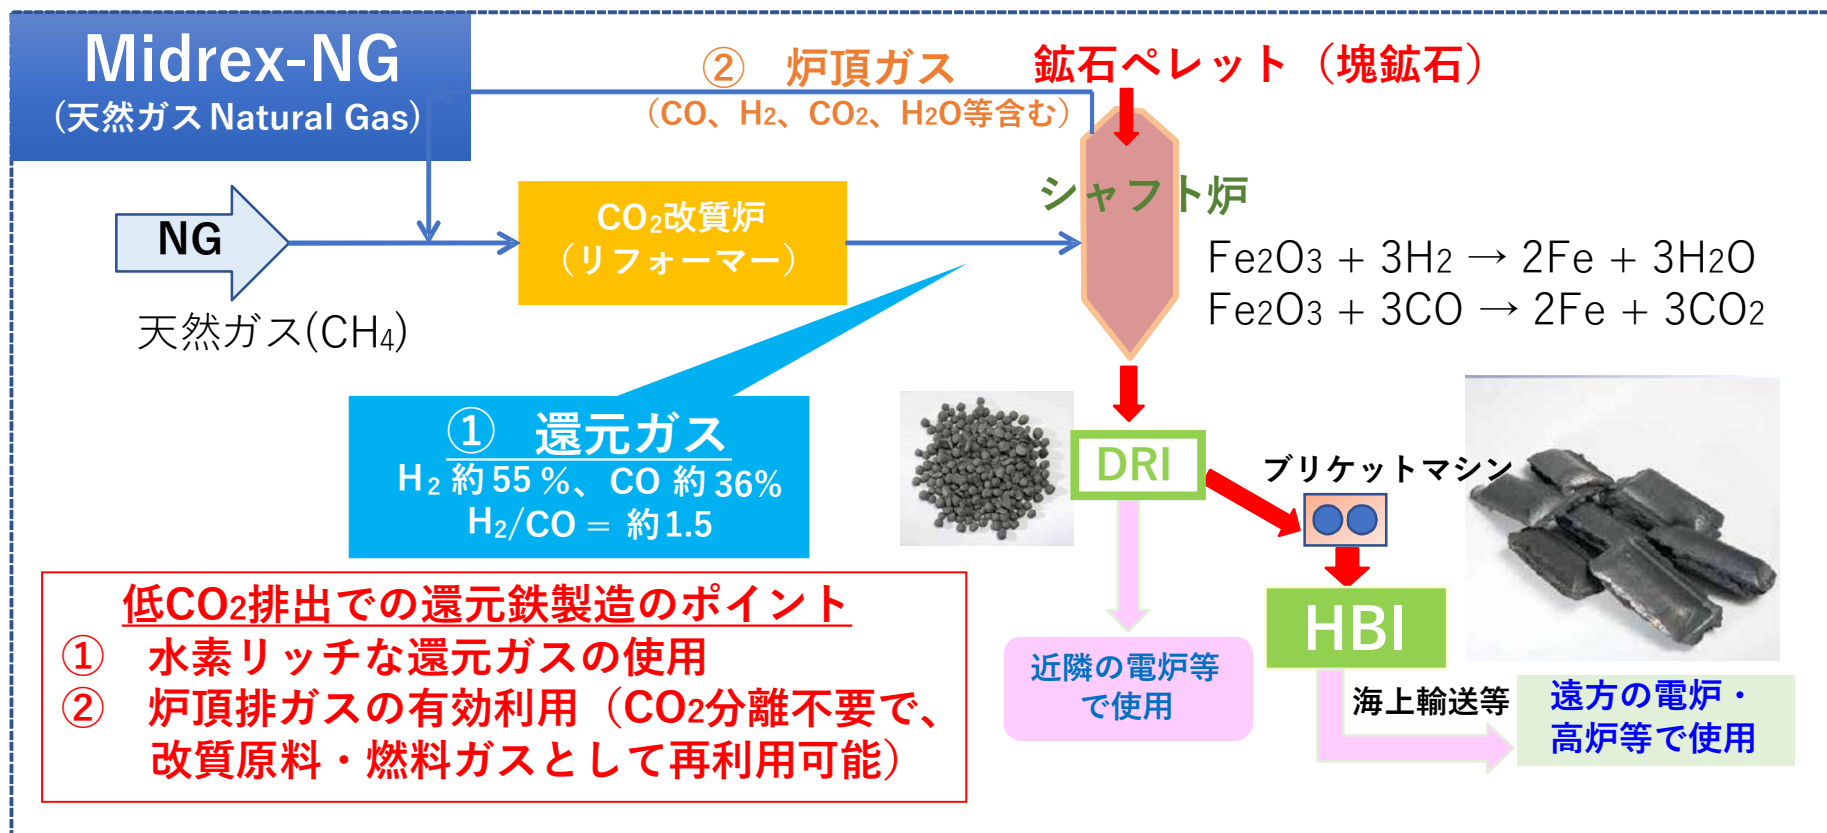 Midrex-NG
(天然ガス Natural Gas)
② 炉頂ガス
(CO、H2、CO2、H2O等含む)
鉱石ペレット（塊鉱石）
NG
天然ガス(CH4)
CO2改質炉
（リフォーマー）
シャフト炉
Fe2O3 + 3H2 → 2Fe + 3H2O
Fe2O3 + 3CO → 2Fe + 3CO2
① 還元ガス
H2 約55 %、CO 約36%
H2/CO = 約1.5
DRI
ブリケットマシン
HBI
近隣の電炉等
で使用
海上輸送等
遠方の電炉・
高炉等で使用
低CO2排出での還元鉄製造のポイント
① 水素リッチな還元ガスの使用
② 炉頂排ガスの有効利用（CO2分離不要で、
改質原料・燃料ガスとして再利用可能）